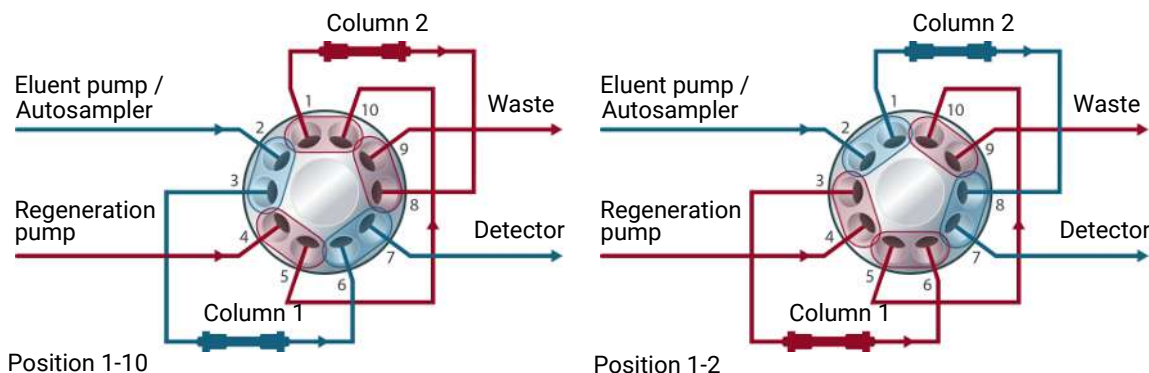 Column 2
Eluent pump /
Autosampler
Waste
1
10
2
9
3
8
Regeneration
pump
4
7
5
6
Detector
Column 1
Position 1-10
Column 2
Eluent pump /
Autosampler
Waste
1
10
2
9
3
8
Regeneration
pump
4
7
5
6
Detector
Column 1
Position 1-2